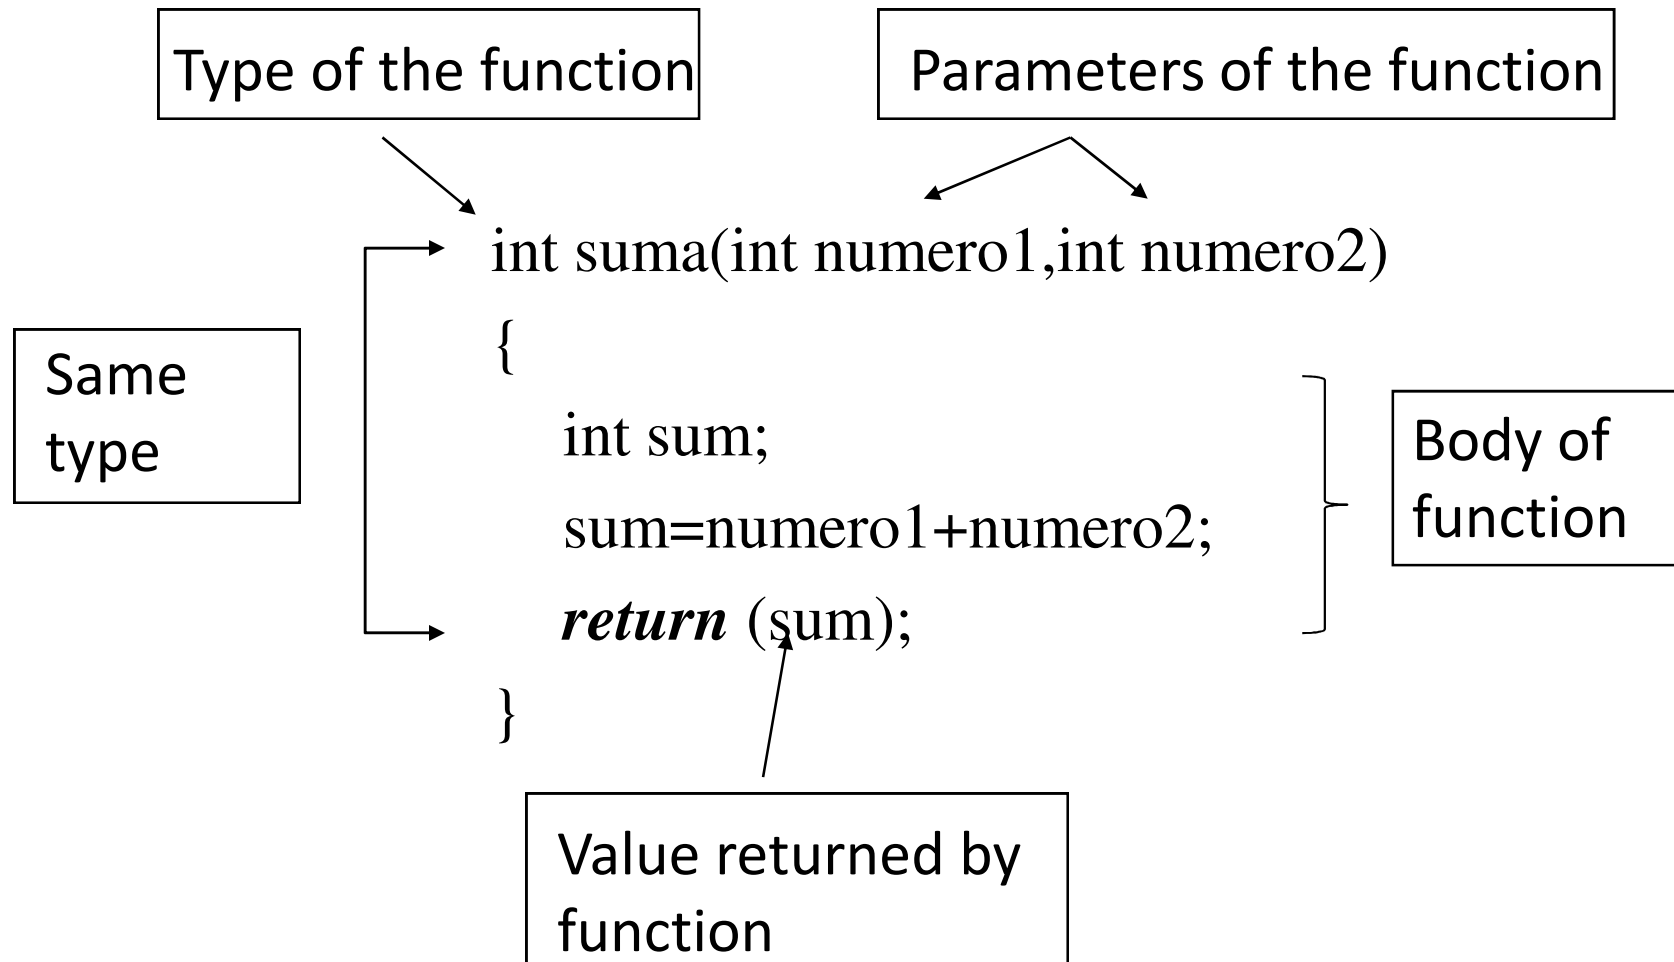 Type of the function
Parameters of the function
int suma(int numero1,int numero2)
{
Same
type
int sum;
sum=numero1+numero2;
return (sum);
}
Body of
function
Value returned by
function